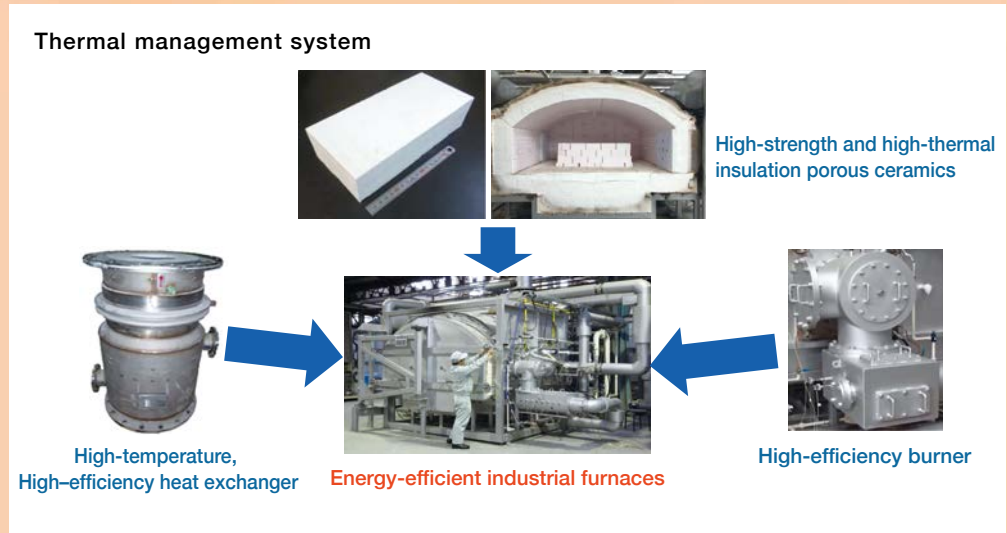 Thermal management system
High-strength and high-thermal
insulation porous ceramics
High-temperature,
High–efficiency heat exchanger
Energy-efficient industrial furnaces
High-efficiency burner